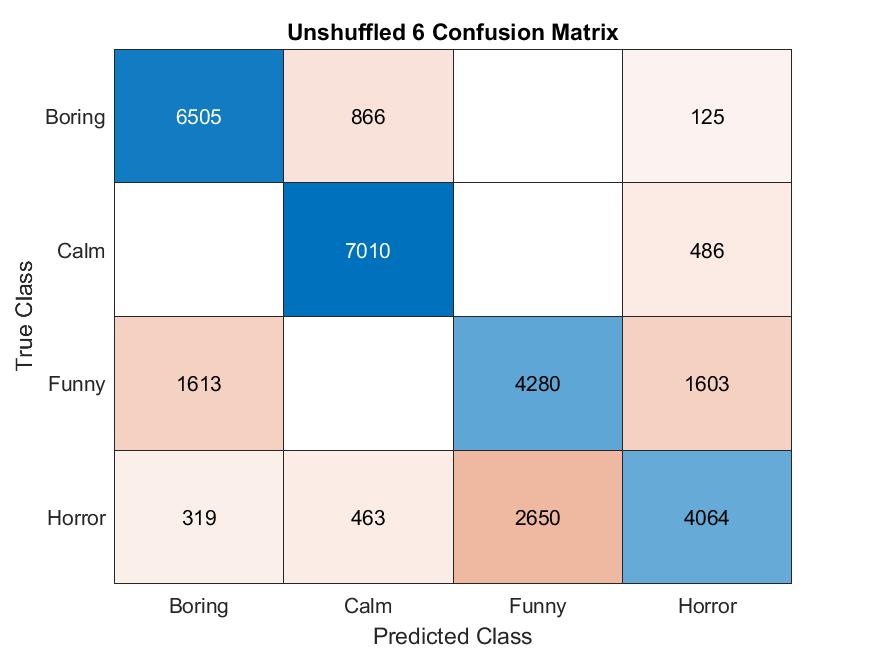 Unshuffled 6 Confusion Matrix
True Class
Boring 6505 866 125
Calm 7010 486
Funny 1613 4280 1603
Horror 319 463 2650 4064
Boring Calm Funny Horror
Predicted Class